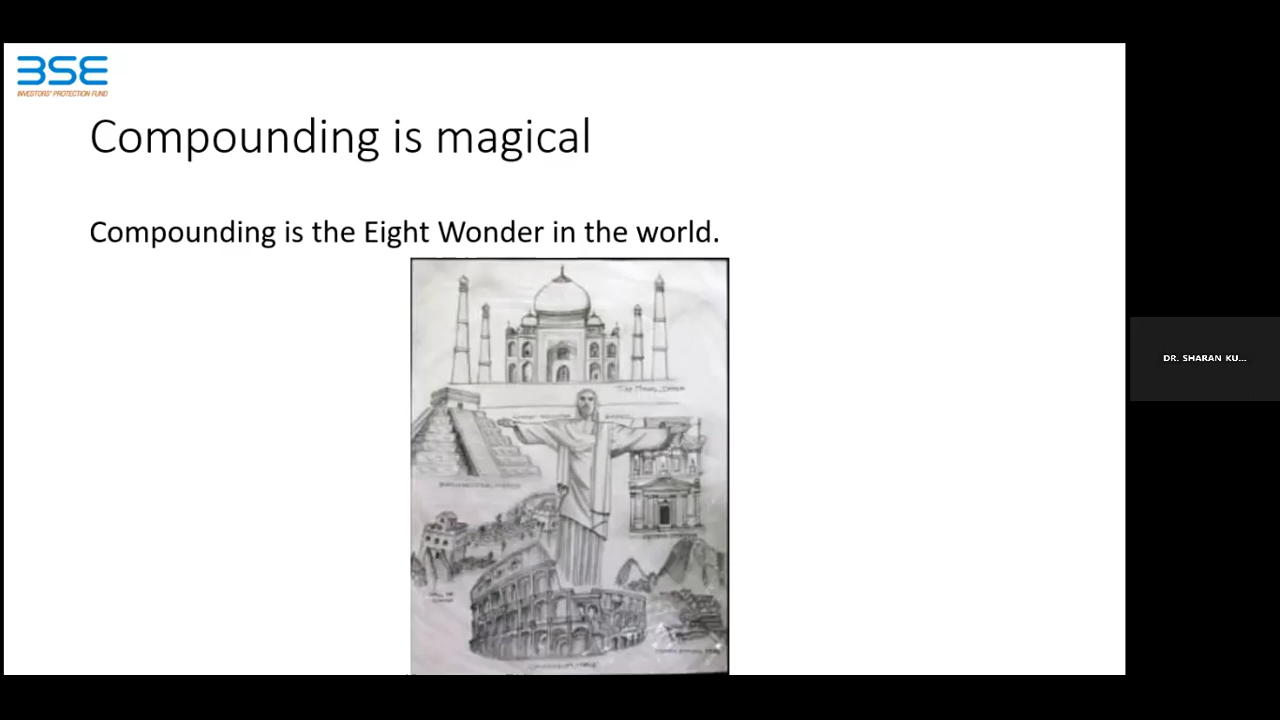 BSE
INVESTORS' PROTECTION FUND
Compounding is magical
Compounding is the Eight Wonder in the world.
DR. SHARAN KU...